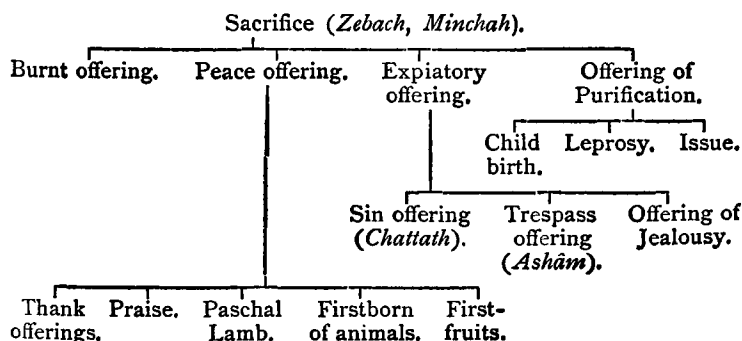 Sacrifice (Zebach, Minchah).
Burnt offering. Peace offering. Expiatory offering. Offering of Purification.
Child birth. Leprosy. Issue.
Sin offering (Chattath). Trespass offering (Ashâm). Offering of Jealousy.
Thank offerings. Praise. Paschal Lamb. Firstborn of animals. First-fruits.